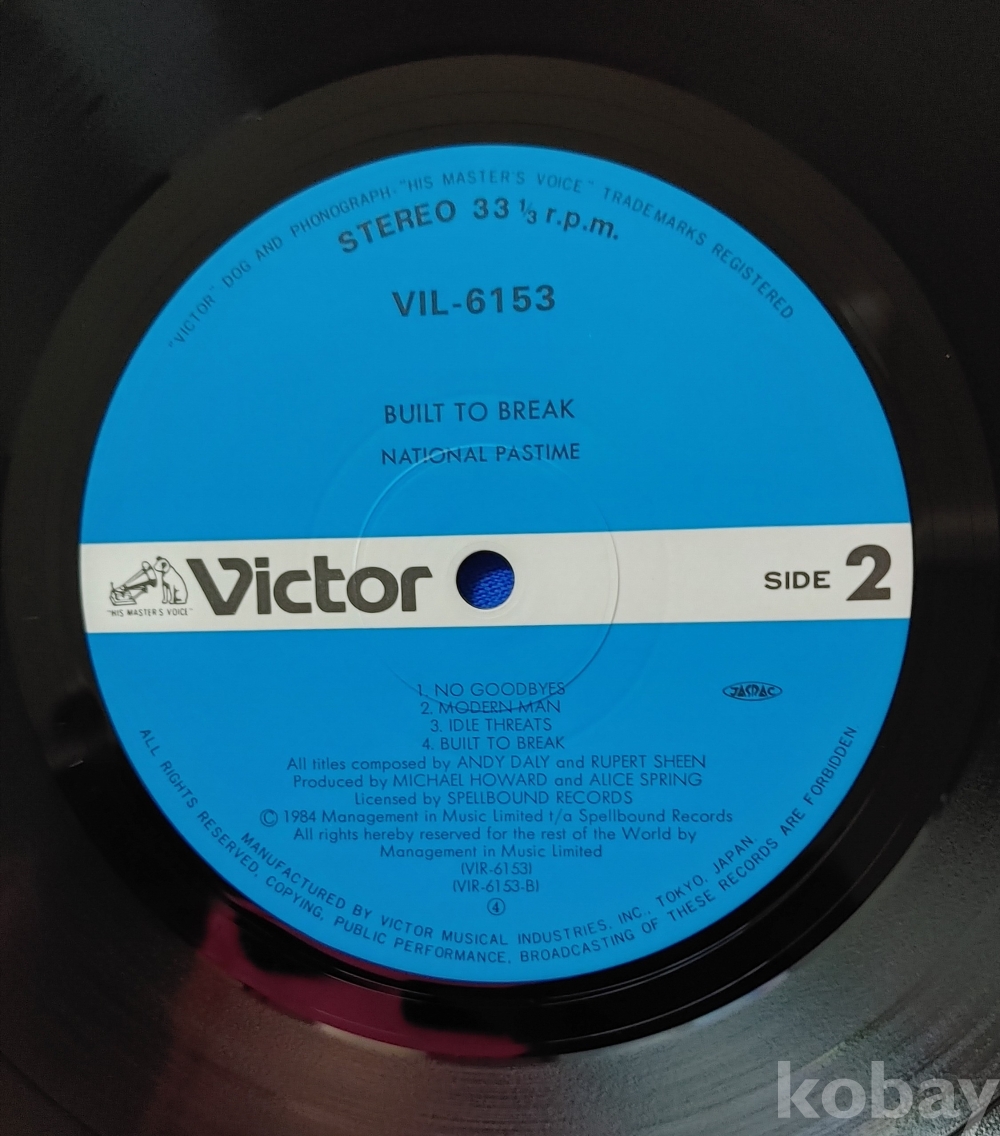 "VICTOR" DOG AND PHONOGRAPH-"HIS MASTER'S VOICE" TRADEMARKS REGISTERED
STEREO 33 1/3 r.p.m.
VIL-6153
BUILT TO BREAK
NATIONAL PASTIME
"HIS MASTER'S VOICE"
Victor
SIDE 2
1. NO GOODBYES
2. MODERN MAN
3. IDLE THREATS
4. BUILT TO BREAK
JASRAC
All titles composed by ANDY DALY and RUPERT SHEEN
Produced by MICHAEL HOWARD and ALICE SPRING
Licensed by SPELLBOUND RECORDS
Ⓒ 1984 Management in Music Limited t/a Spellbound Records
All rights hereby reserved for the rest of the World by
Management in Music Limited
(VIR-6153)
(VIR-6153-B)
④
MANUFACTURED BY VICTOR MUSICAL INDUSTRIES, INC., TOKYO, JAPAN.
ALL RIGHTS RESERVED. COPYING, PUBLIC PERFORMANCE, BROADCASTING OF THESE RECORDS ARE FORBIDDEN
kobay